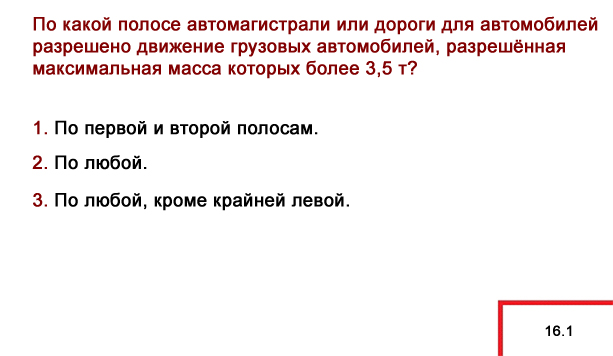 По какой полосе автомагистрали или дороги для автомобилей
разрешено движение грузовых автомобилей, разрешённая
максимальная масса которых более 3,5 т?
1. По первой и второй полосам.
2. По любой.
3. По любой, кроме крайней левой.
16.1